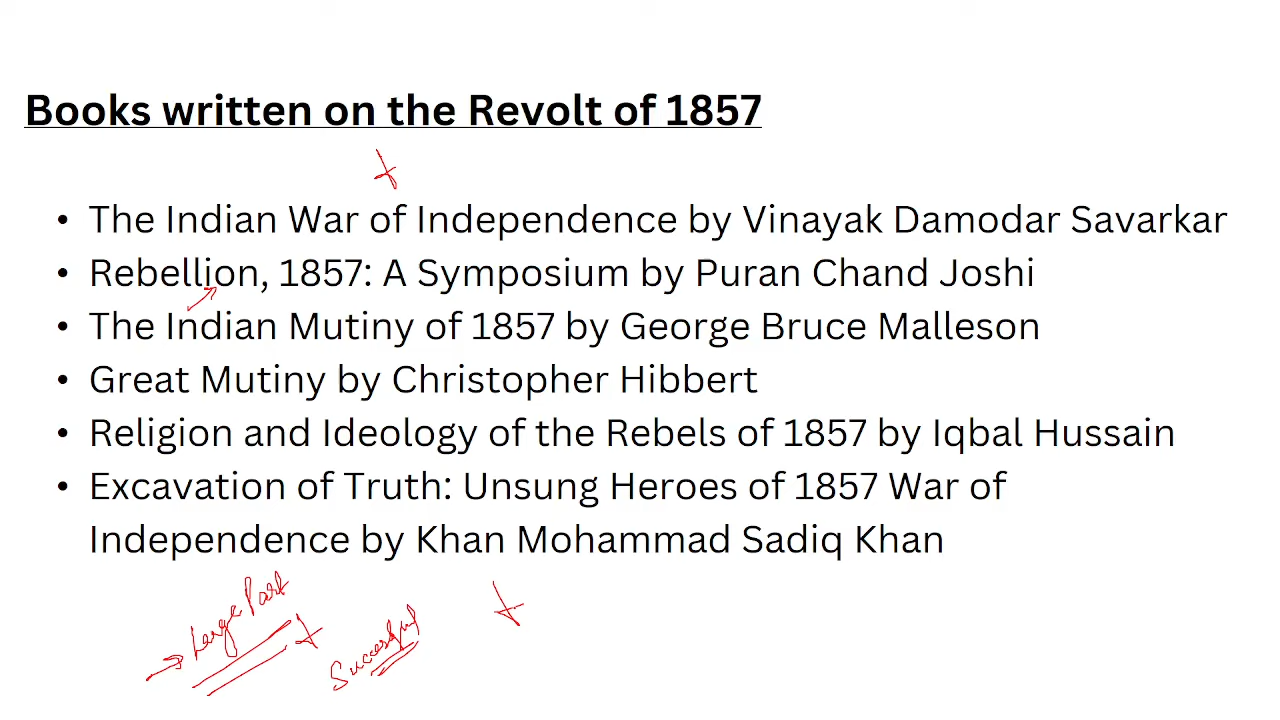 Books written on the Revolt of 1857
• The Indian War of Independence by Vinayak Damodar Savarkar
• Rebellion, 1857: A Symposium by Puran Chand Joshi
• The Indian Mutiny of 1857 by George Bruce Malleson
• Great Mutiny by Christopher Hibbert
• Religion and Ideology of the Rebels of 1857 by Iqbal Hussain
• Excavation of Truth: Unsung Heroes of 1857 War of
Independence by Khan Mohammad Sadiq Khan
→ Large Part
Successful